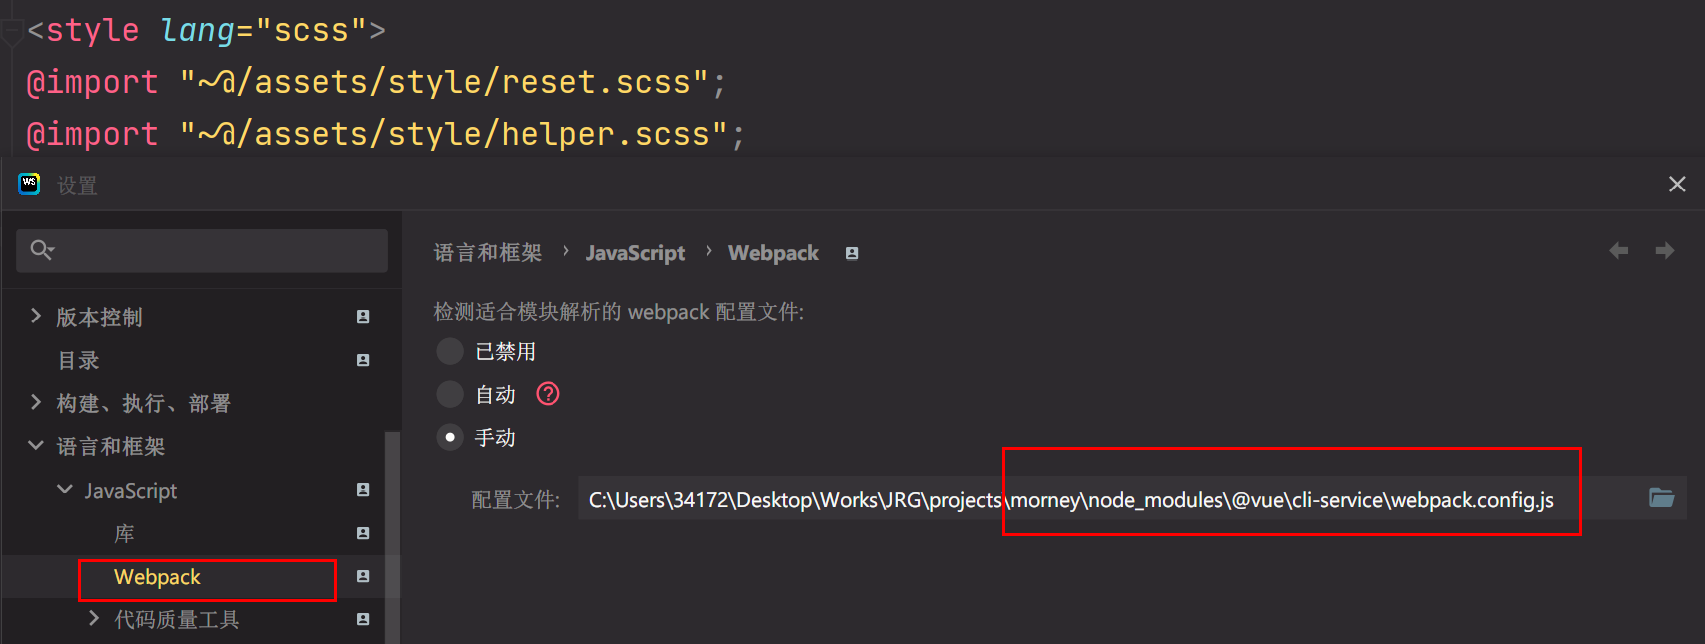 <style lang="scss">
@import "~@/assets/style/reset.scss";
@import "~@/assets/style/helper.scss";
WS 设置
语言和框架 › JavaScript › Webpack
检测适合模块解析的 webpack 配置文件:
已禁用
自动 ?
手动
配置文件: C:\Users\34172\Desktop\Works\JRG\projects\morney\node_modules\@vue\cli-service\webpack.config.js
版本控制
目录
构建、执行、部署
语言和框架
JavaScript
库
Webpack
代码质量工具